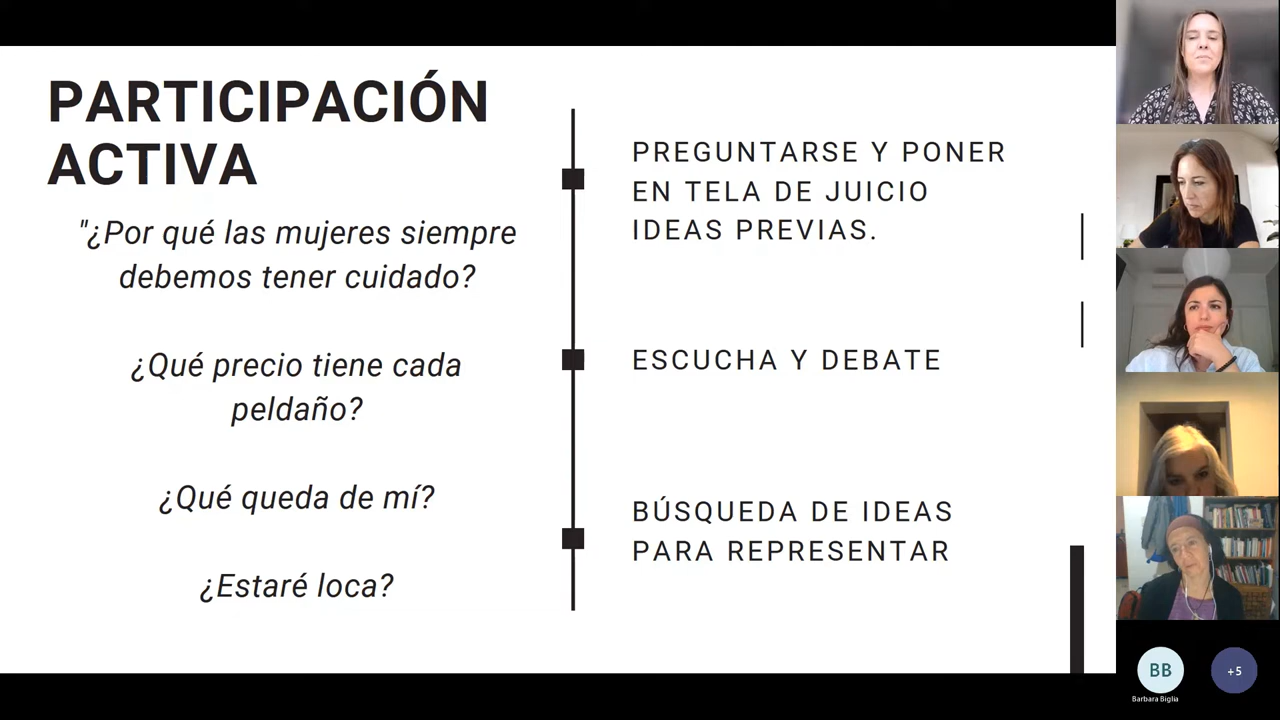 PARTICIPACIÓN
ACTIVA
"¿Por qué las mujeres siempre
debemos tener cuidado?
¿Qué precio tiene cada
peldaño?
¿Qué queda de mí?
¿Estaré loca?
PREGUNTARSE Y PONER
EN TELA DE JUICIO
IDEAS PREVIAS.
ESCUCHA Y DEBATE
BÚSQUEDA DE IDEAS
PARA REPRESENTAR
BB
Barbara Biglia
+5